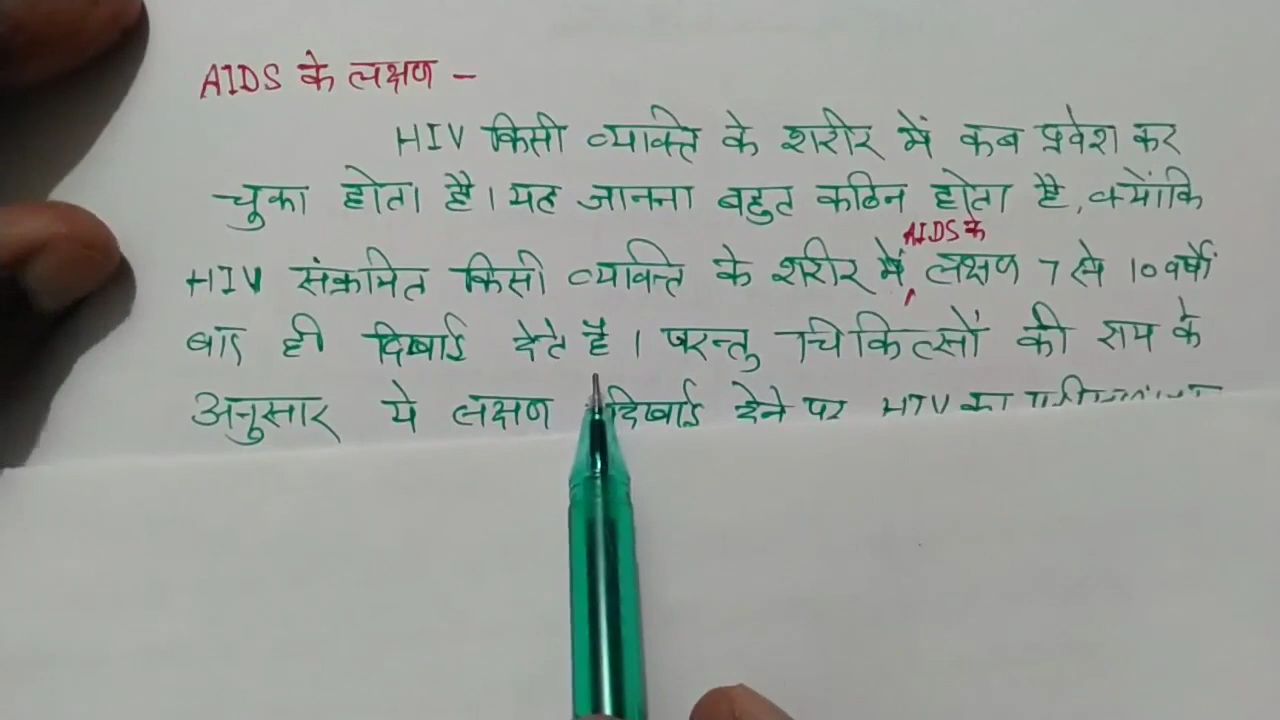 AIDS के लक्षण -
HIV किसी व्यक्ति के शरीर में कब प्रवेश कर
चुका होता है। यह जानना बहुत कठिन होता है, क्योंकि
AIDS के
HIV संक्रमित किसी व्यक्ति के शरीर में, लक्षण 7 से 10 वर्षों
बाद ही दिखाई देते है। परन्तु चिकित्सों की राय के
अनुसार ये लक्षण दिखाई देने पर HIV का